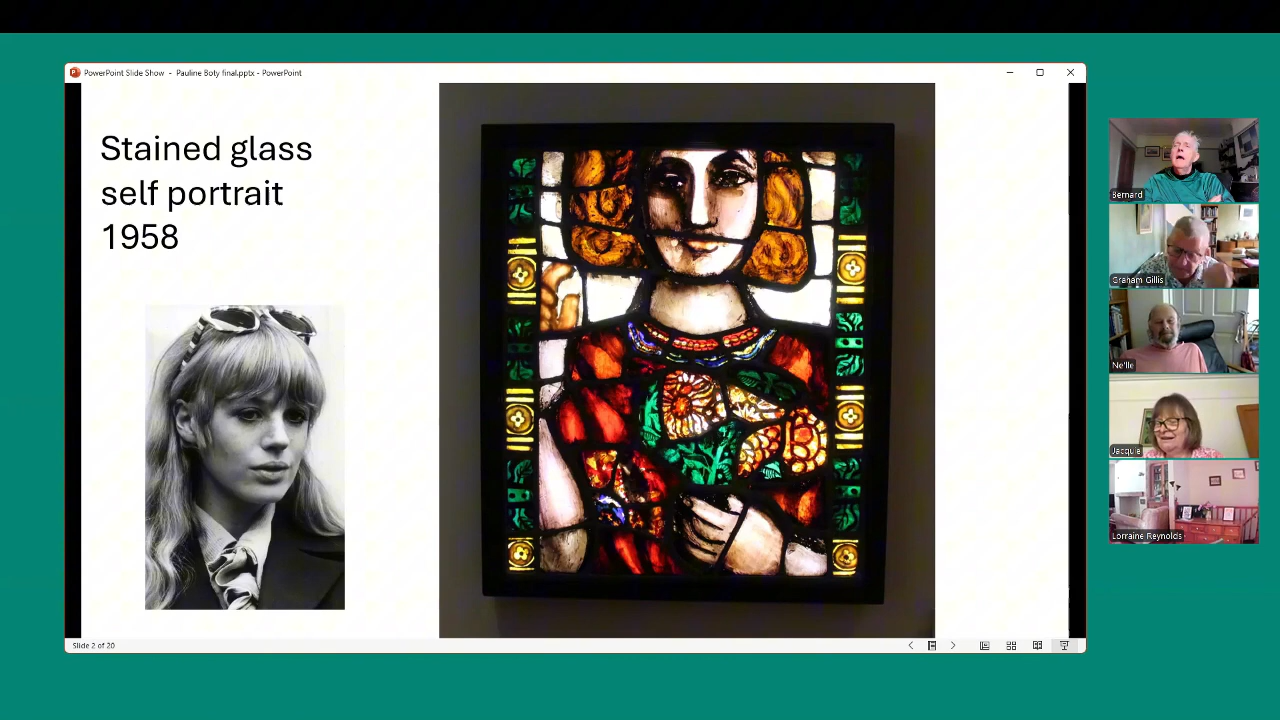 PowerPoint Slide Show - Pauline Boty final.pptx - PowerPoint
Stained glass
self portrait
1958
Slide 2 of 20
Bernard
Graham Gillis
Ne'lle
Jacquie
Lorraine Reynolds